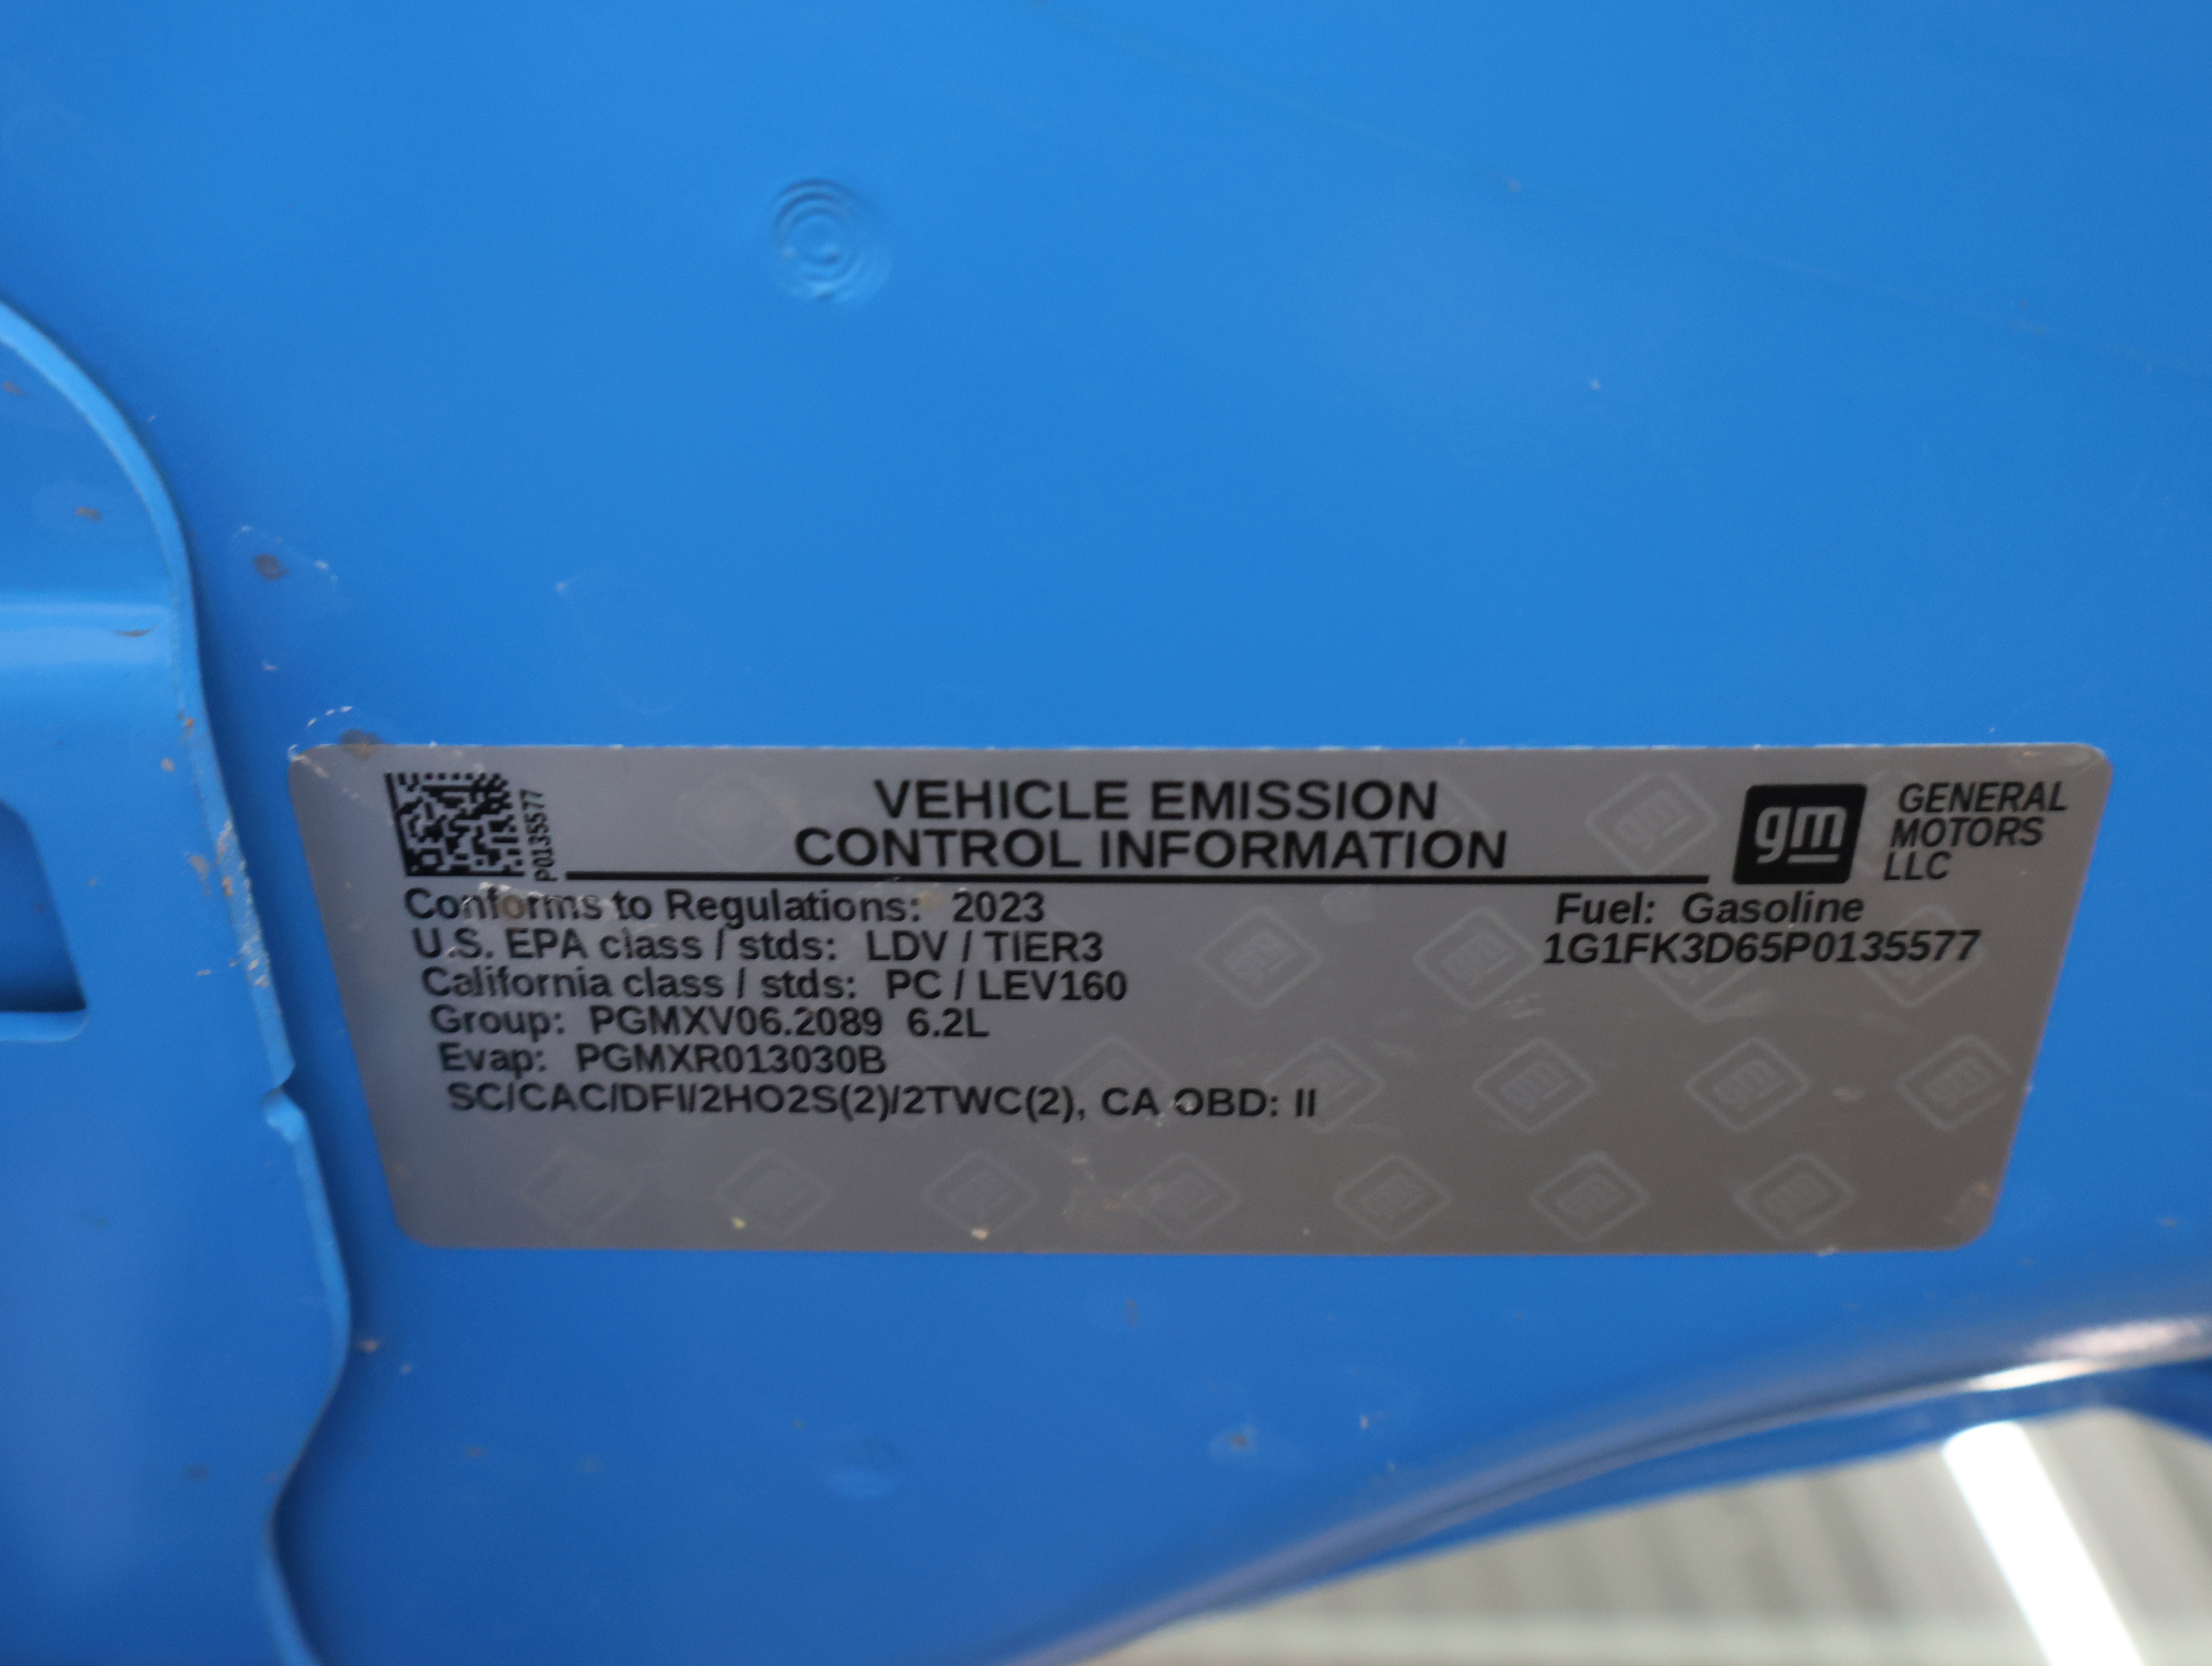 P0135577
VEHICLE EMISSION
CONTROL INFORMATION
gm
GENERAL
MOTORS
LLC
Conforms to Regulations: 2023
Fuel: Gasoline
U.S. EPA class / stds: LDV / TIER3
1G1FK3D65P0135577
California class / stds: PC / LEV160
Group: PGMXV06.2089 6.2L
Evap: PGMXR013030B
SC/CAC/DFI/2HO2S(2)/2TWC(2), CA OBD: II